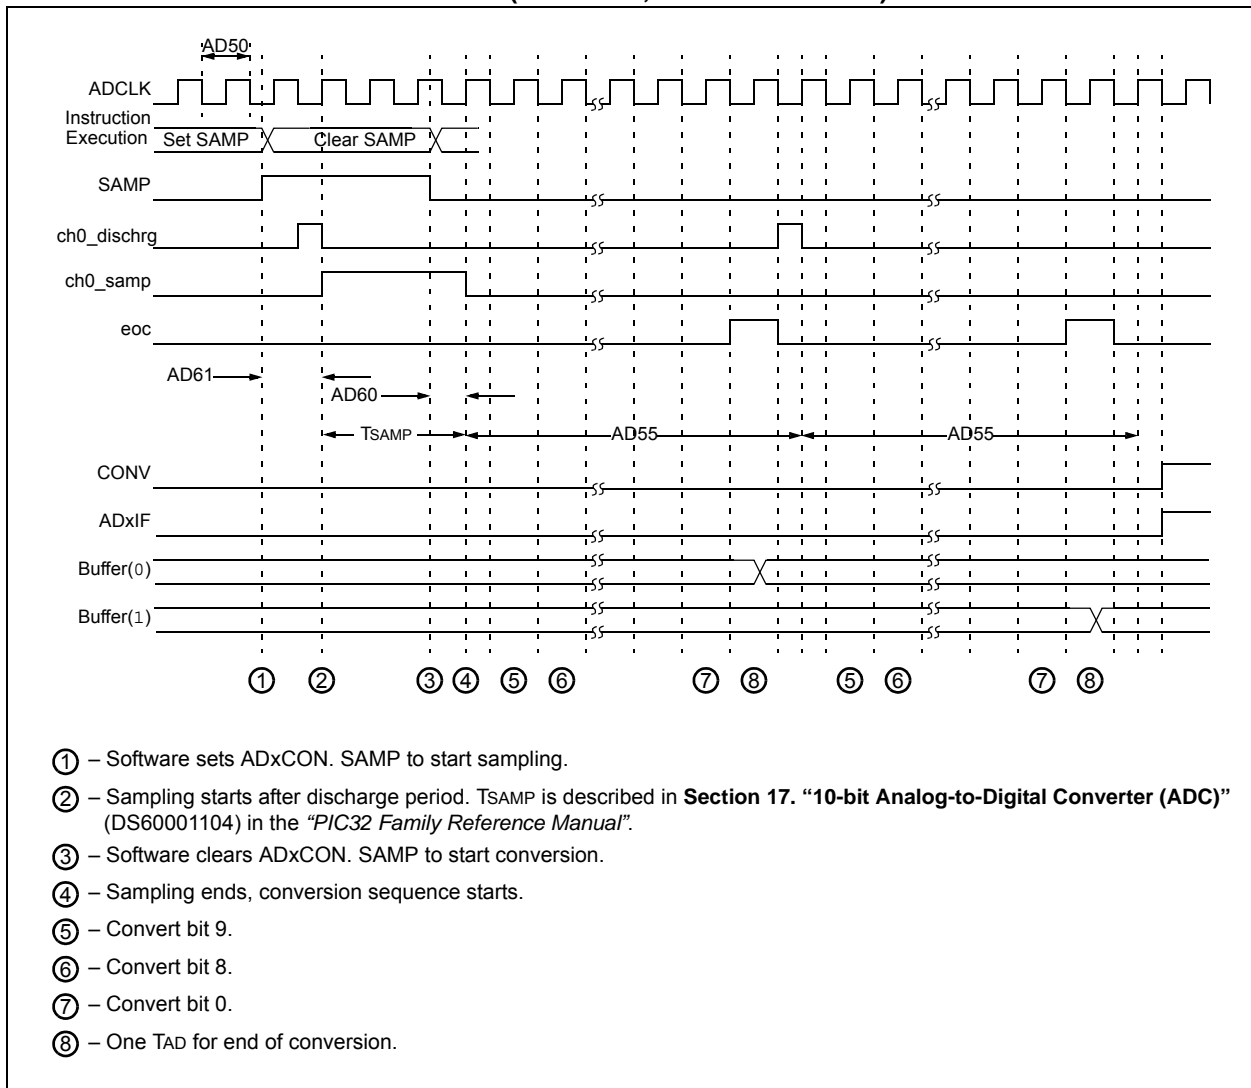 AD50
ADCLK
Instruction
Execution Set SAMP Clear SAMP
SAMP
ch0_dischrg
ch0_samp
eoc
AD61
AD60
TSAMP AD55 AD55
CONV
ADxIF
Buffer(0)
Buffer(1)
1 2 3 4 5 6 7 8 5 6 7 8
1 – Software sets ADxCON. SAMP to start sampling.
2 – Sampling starts after discharge period. TSAMP is described in Section 17. “10-bit Analog-to-Digital Converter (ADC)”
(DS60001104) in the “PIC32 Family Reference Manual”.
3 – Software clears ADxCON. SAMP to start conversion.
4 – Sampling ends, conversion sequence starts.
5 – Convert bit 9.
6 – Convert bit 8.
7 – Convert bit 0.
8 – One TAD for end of conversion.